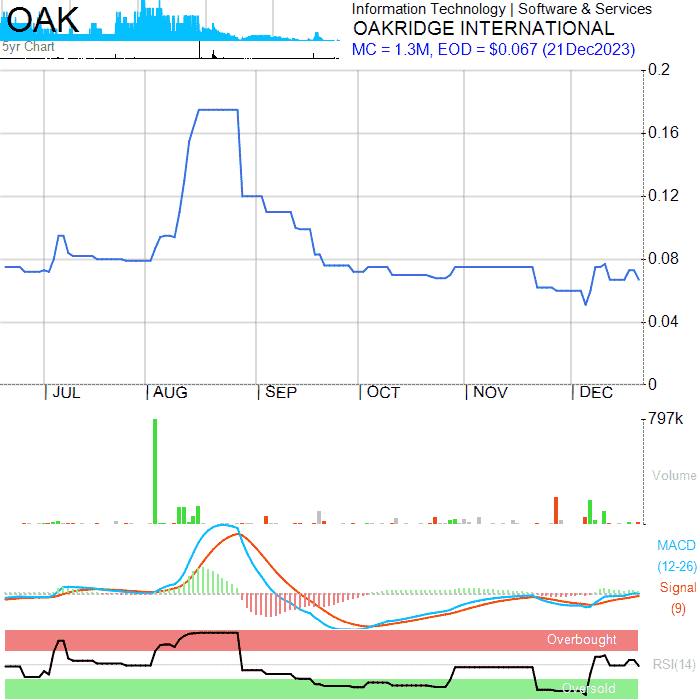 OAK
5yr Chart
Information Technology | Software & Services
OAKRIDGE INTERNATIONAL
MC = 1.3M, EOD = $0.067 (21Dec2023)
0.2
0.16
0.12
0.08
0.04
0
JUL AUG SEP OCT NOV DEC
797k
Volume
MACD
(12-26)
Signal
(9)
Overbought
RSI(14)
Oversold